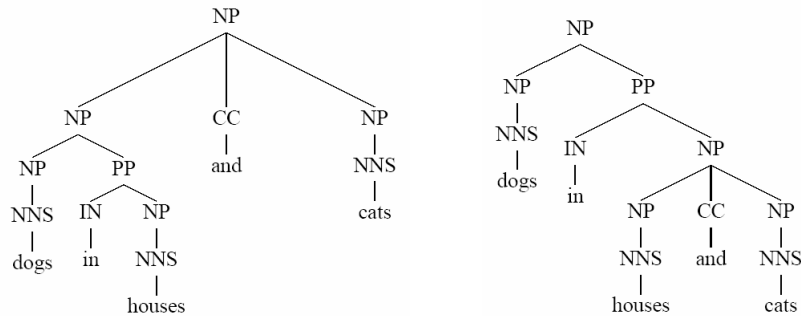 NP
NP CC NP
NP PP and NNS
NNS IN NP cats
dogs in NNS
houses
NP
NP PP
NNS IN NP
dogs in NP CC NP
NNS and NNS
houses cats